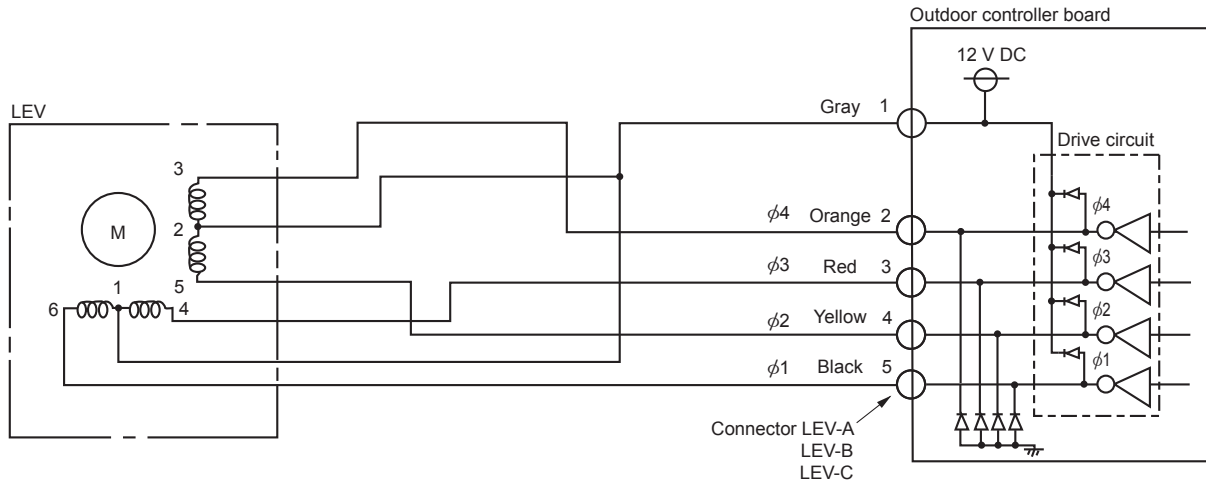 Outdoor controller board
12 V DC
LEV
Gray 1
Drive circuit
3
ϕ4 Orange 2
ϕ4
M
2
ϕ3 Red 3
ϕ3
5
1
6
4
ϕ2 Yellow 4
ϕ2
ϕ1 Black 5
ϕ1
Connector LEV-A
LEV-B
LEV-C